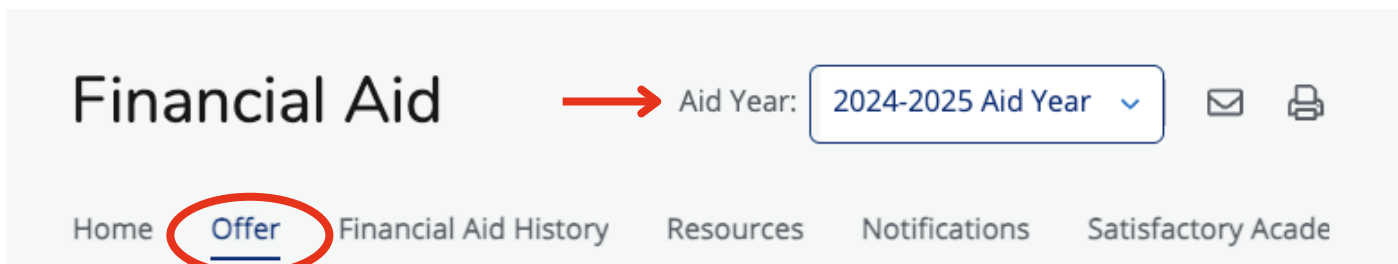 Financial Aid
Aid Year: 2024-2025 Aid Year
Home Offer Financial Aid History Resources Notifications Satisfactory Acade